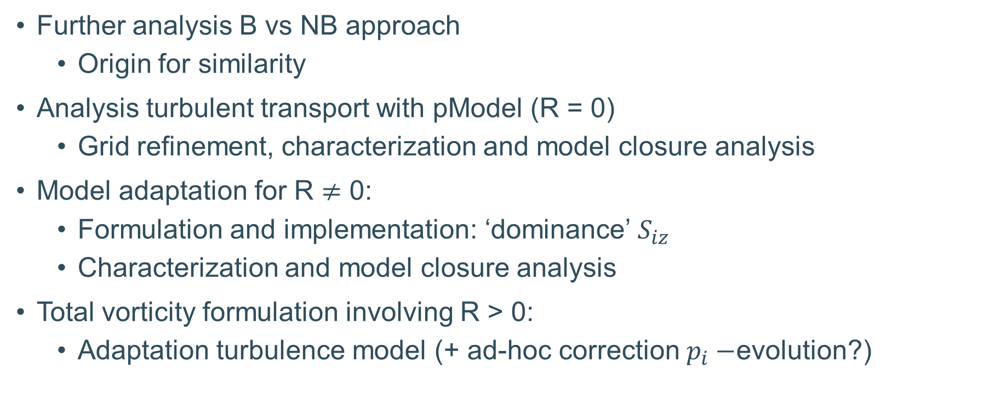 • Further analysis B vs NB approach
• Origin for similarity
• Analysis turbulent transport with pModel (R = 0)
• Grid refinement, characterization and model closure analysis
• Model adaptation for R ≠ 0:
• Formulation and implementation: ‘dominance’ $S_{iz}$
• Characterization and model closure analysis
• Total vorticity formulation involving R > 0:
• Adaptation turbulence model (+ ad-hoc correction $p_i$ −evolution?)